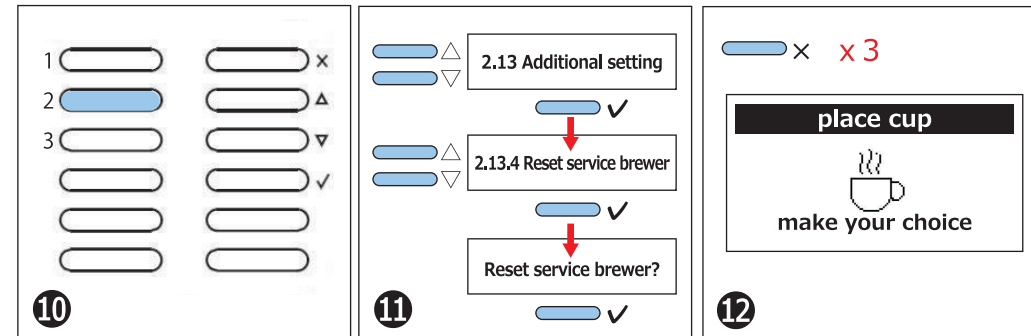 1 ×
2 △
3 ▽
✓
10
△
▽
2.13 Additional setting
✓
△
▽
2.13.4 Reset service brewer
✓
Reset service brewer?
✓
11
× x 3
place cup
make your choice
12